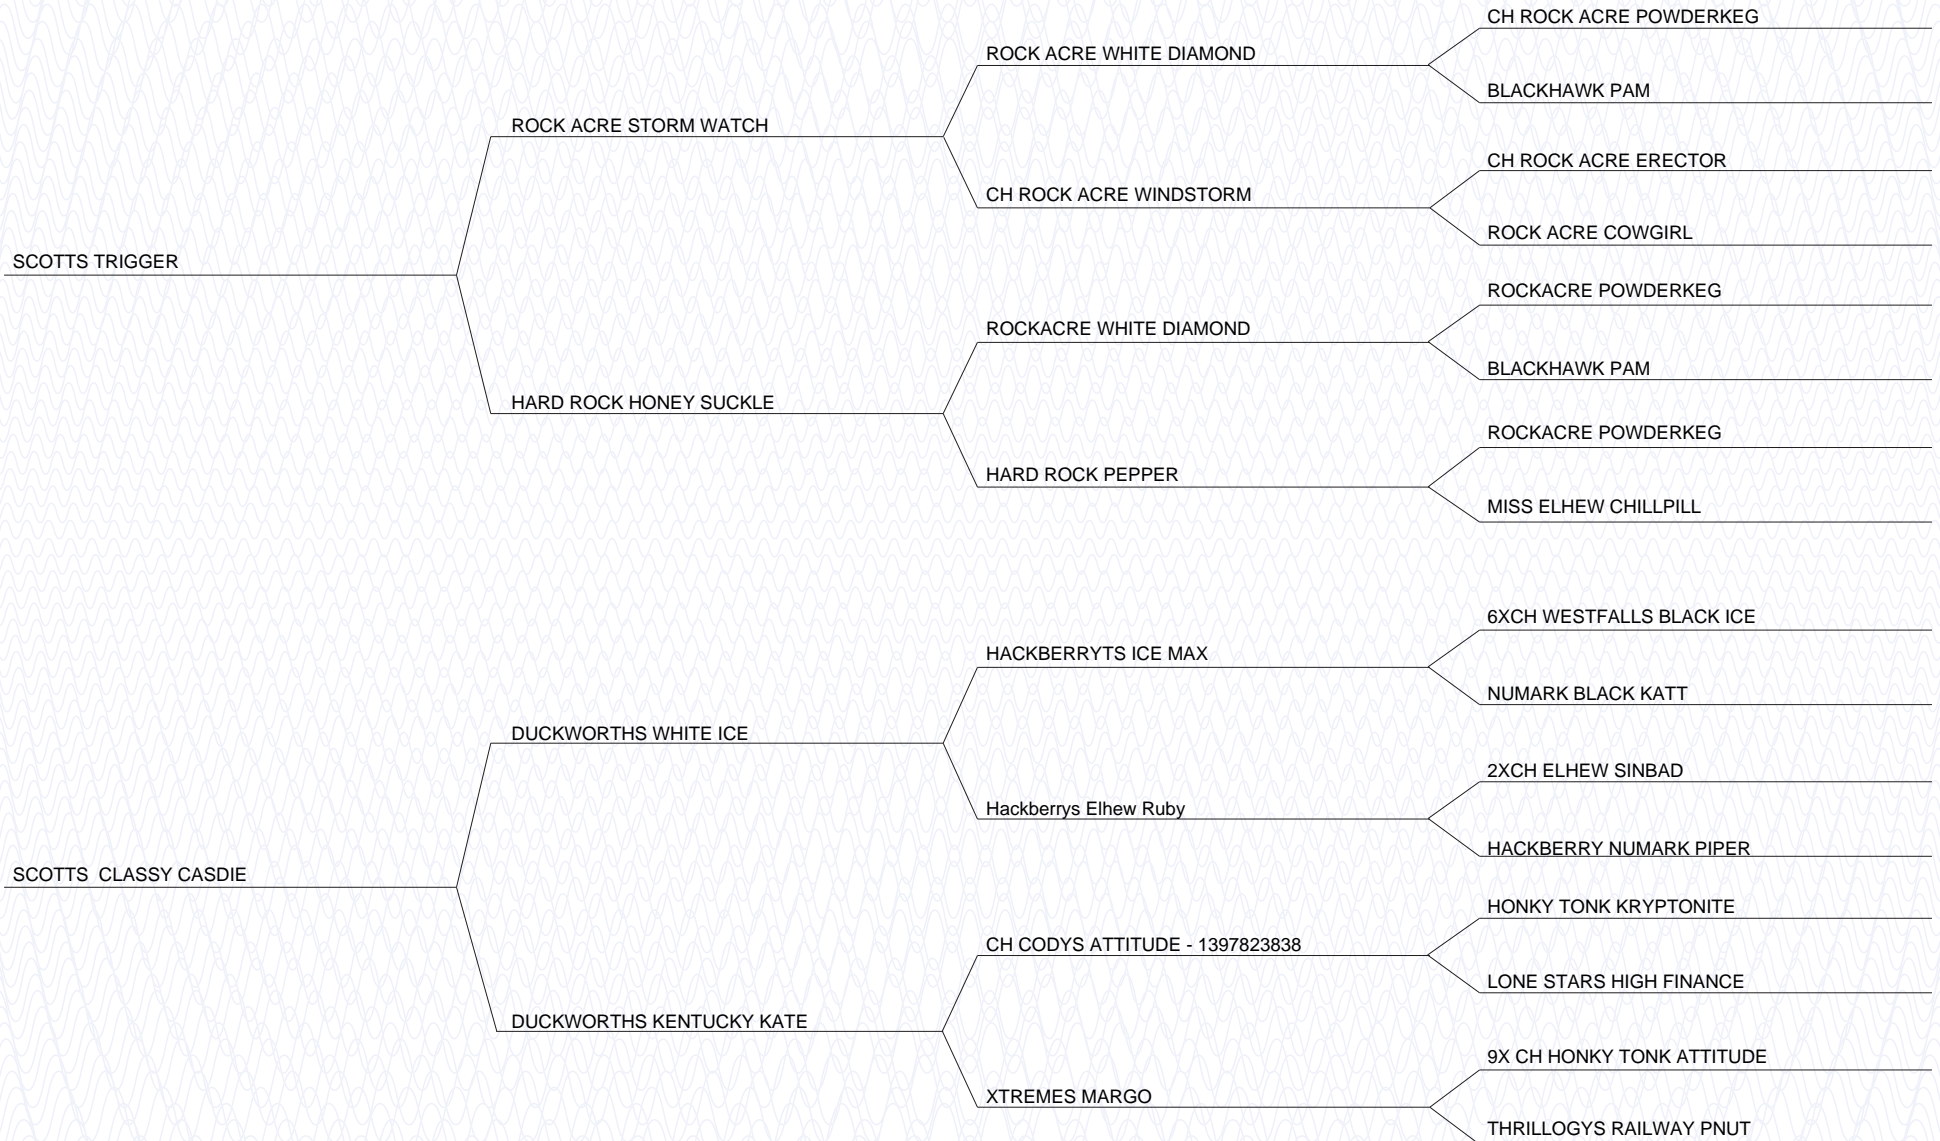 CH ROCK ACRE POWDERKEG
ROCK ACRE WHITE DIAMOND
BLACKHAWK PAM
ROCK ACRE STORM WATCH
CH ROCK ACRE ERECTOR
CH ROCK ACRE WINDSTORM
ROCK ACRE COWGIRL
SCOTTS TRIGGER
ROCKACRE POWDERKEG
ROCKACRE WHITE DIAMOND
BLACKHAWK PAM
HARD ROCK HONEY SUCKLE
ROCKACRE POWDERKEG
HARD ROCK PEPPER
MISS ELHEW CHILLPILL
6XCH WESTFALLS BLACK ICE
HACKBERRYTS ICE MAX
NUMARK BLACK KATT
DUCKWORTHS WHITE ICE
2XCH ELHEW SINBAD
Hackberrys Elhew Ruby
HACKBERRY NUMARK PIPER
SCOTTS  CLASSY CASDIE
HONKY TONK KRYPTONITE
CH CODYS ATTITUDE - 1397823838
LONE STARS HIGH FINANCE
DUCKWORTHS KENTUCKY KATE
9X CH HONKY TONK ATTITUDE
XTREMES MARGO
THRILLOGYS RAILWAY PNUT